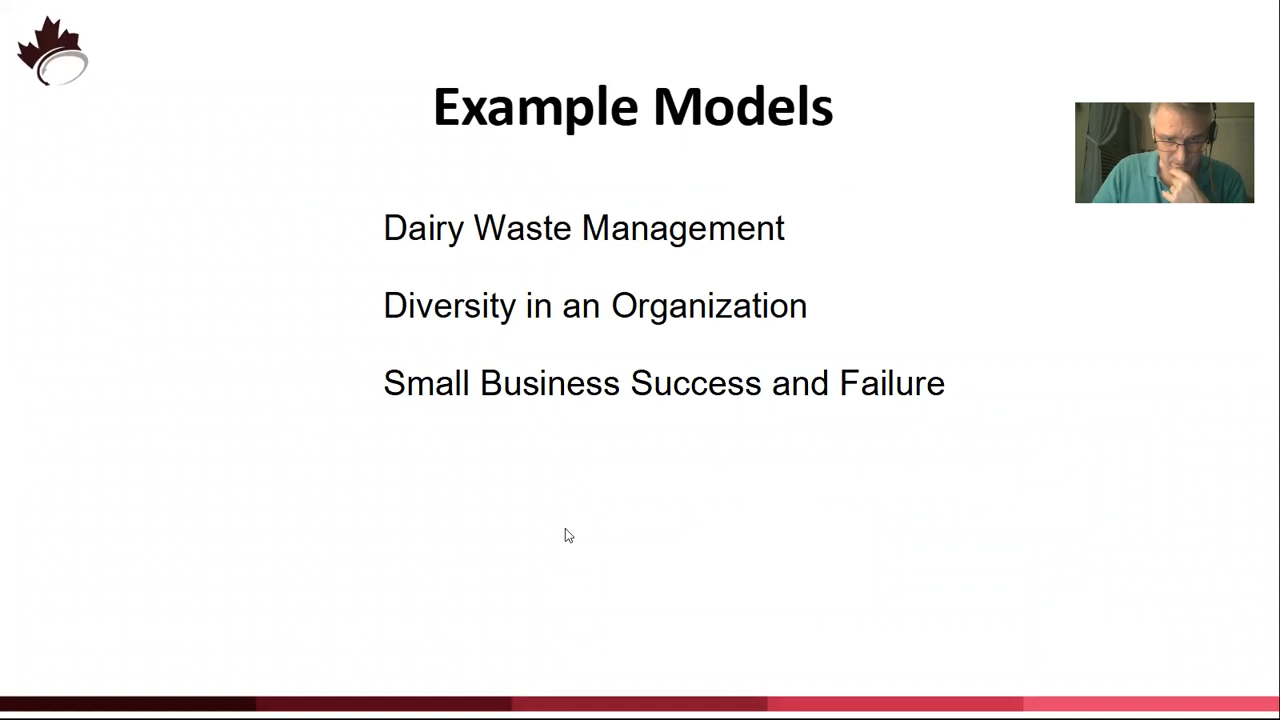 Example Models
Dairy Waste Management
Diversity in an Organization
Small Business Success and Failure